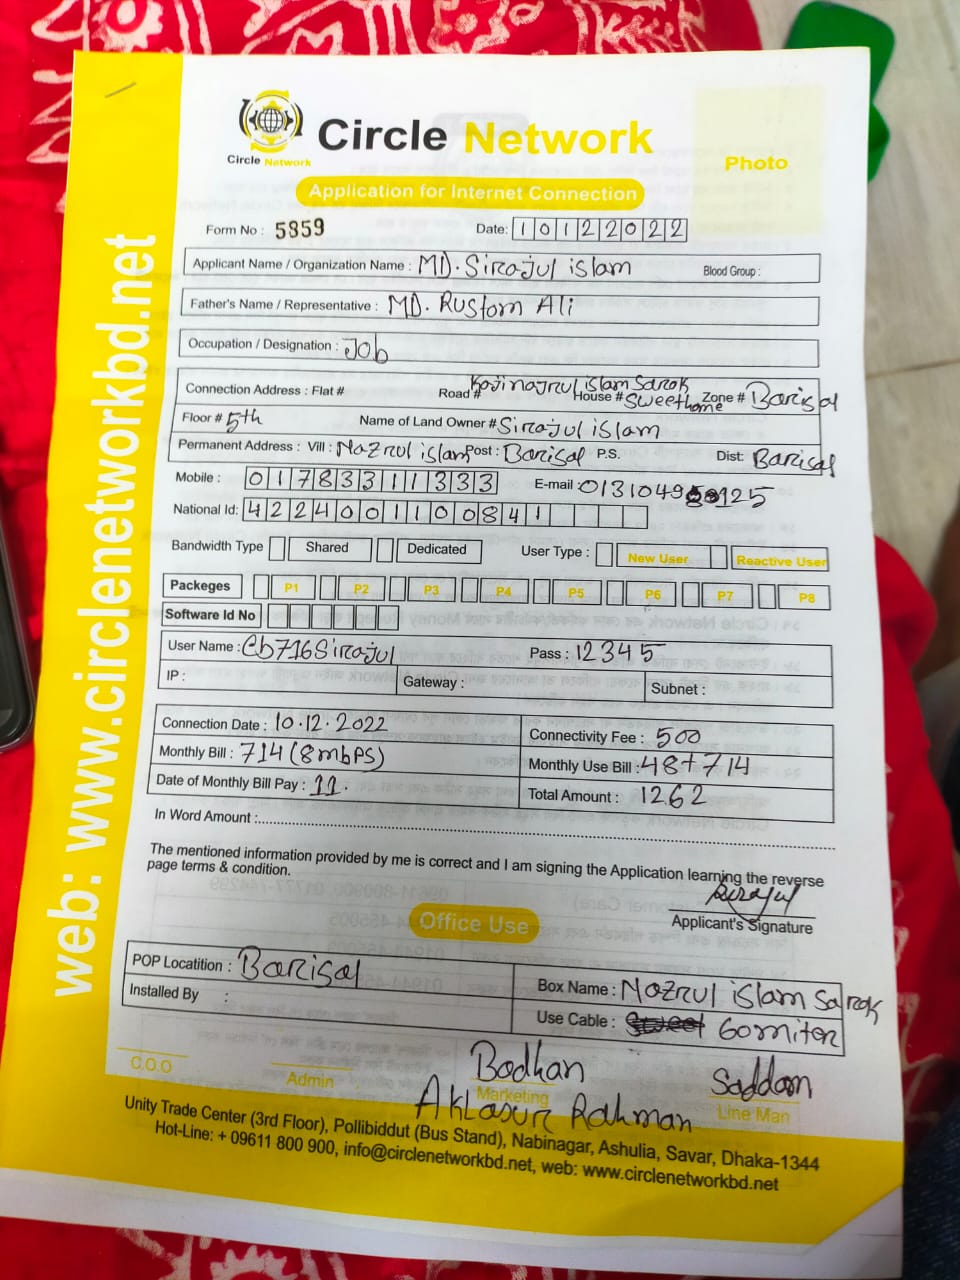 Circle Network
Circle Network
Photo
Application for Internet Connection
Form No : 5959 Date: 10122022
Applicant Name / Organization Name : MD. Sirajul islam Blood Group :
Father's Name / Representative : MD. Rustom Ali
Occupation / Designation : Job
Connection Address : Flat # Road # Kajinajrul islam Sarok House # Sweethome Zone # Barisal
Floor # 5th Name of Land Owner # Sirajul islam
Permanent Address : Vill : Nazrul islam Post : Barisal P.S. Dist: Barisal
Mobile : 01783311333 E-mail : 0131049 125
National Id: 4224001100841
Bandwidth Type Shared Dedicated User Type : New User Reactive User
Packeges P1 P2 P3 P4 P5 P6 P7 P8
Software Id No
User Name : Cb716Sirajul Pass : 12345
IP : Gateway : Subnet :
Connection Date : 10.12.2022 Connectivity Fee : 500
Monthly Bill : 714 (8mbps) Monthly Use Bill : 48+714
Date of Monthly Bill Pay : 11. Total Amount : 1262
In Word Amount :
The mentioned information provided by me is correct and I am signing the Application learning the reverse
page terms & condition.
Sirajul
Applicant's Signature
Office Use
POP Locatition : Barisal Box Name : Nazrul islam Sarok
Installed By : Use Cable : 60 miter
C.O.O Admin Bodhan Marketing Saddam Line Man
Aklasur Rahman
Unity Trade Center (3rd Floor), Pollibiddut (Bus Stand), Nabinagar, Ashulia, Savar, Dhaka-1344
Hot-Line: + 09611 800 900, info@circlenetworkbd.net, web: www.circlenetworkbd.net
web: www.circlenetworkbd.net